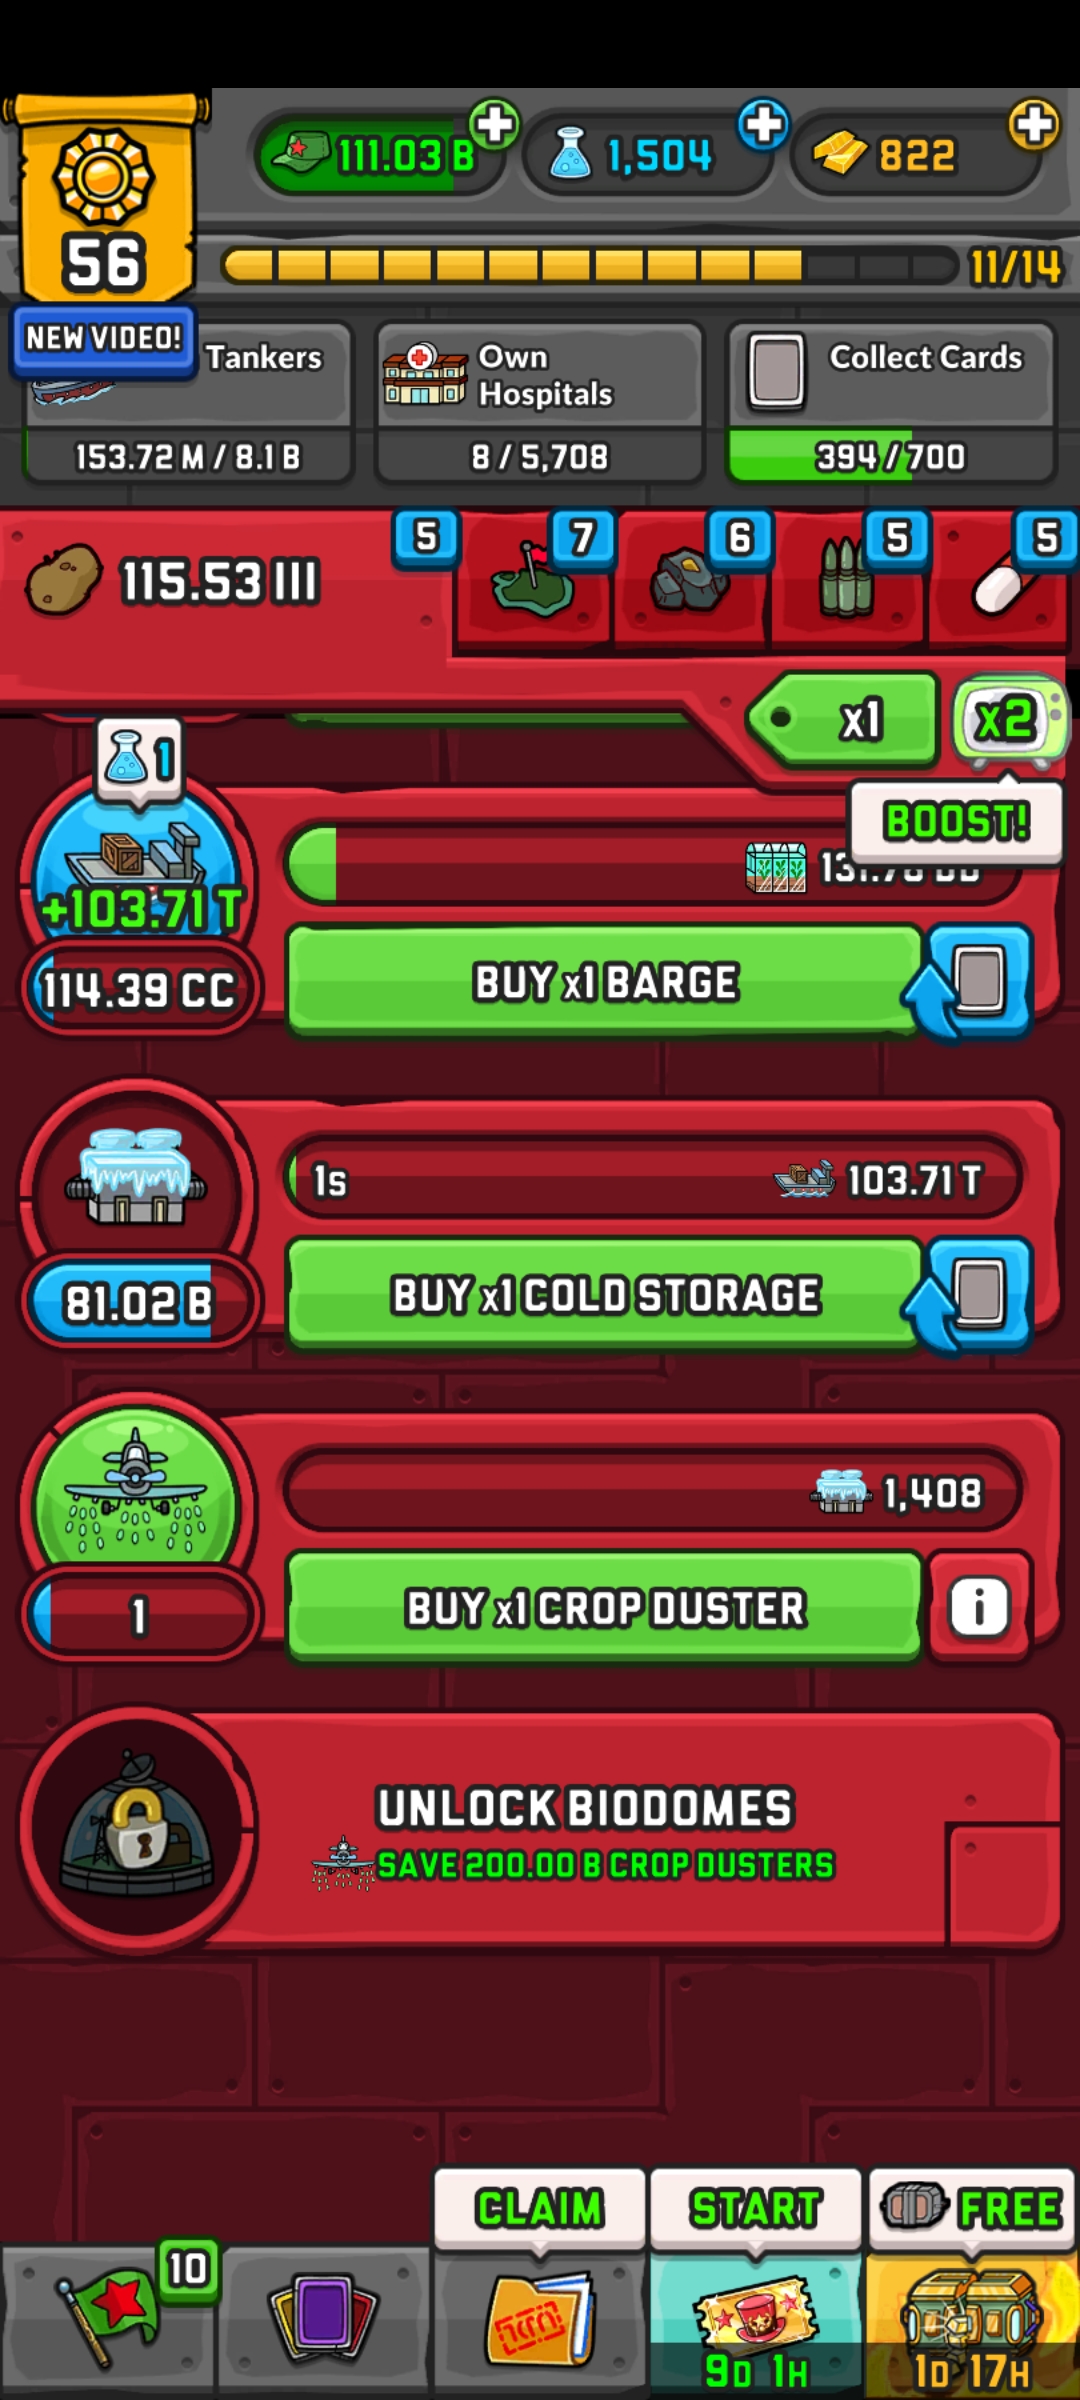 111.03 B
1,504
822
56
11/14
NEW VIDEO!
Tankers
Own
Hospitals
Collect Cards
153.72 M / 8.1 B
8 / 5,708
394 / 700
5
7
6
5
5
115.53 III
x1
x2
1
BOOST!
+103.71 T
114.39 CC
BUY x1 BARGE
1s
103.71 T
81.02 B
BUY x1 COLD STORAGE
1,408
1
BUY x1 CROP DUSTER
i
UNLOCK BIODOMES
SAVE 200.00 B CROP DUSTERS
CLAIM
START
FREE
10
9D 1H
1D 17H